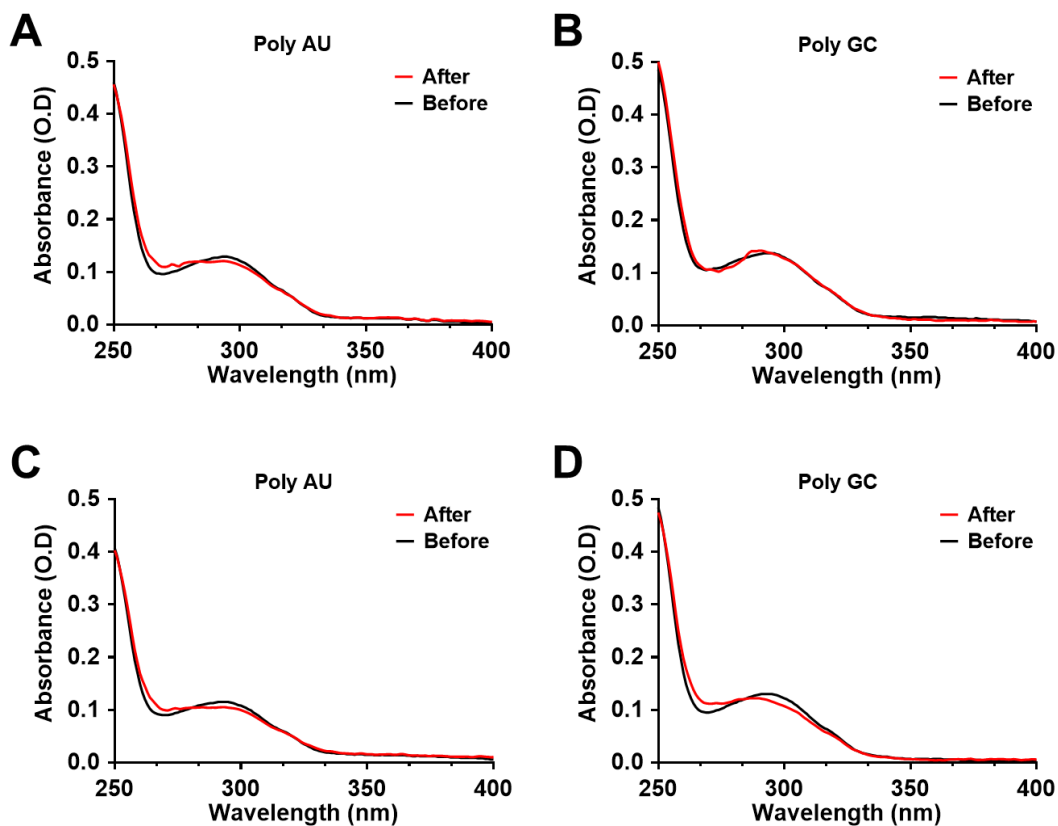 A
Poly AU
After
Before
Absorbance (O.D)
0.5
0.4
0.3
0.2
0.1
0.0
250
300
350
400
Wavelength (nm)
B
Poly GC
After
Before
Absorbance (O.D)
0.5
0.4
0.3
0.2
0.1
0.0
250
300
350
400
Wavelength (nm)
C
Poly AU
After
Before
Absorbance (O.D)
0.5
0.4
0.3
0.2
0.1
0.0
250
300
350
400
Wavelength (nm)
D
Poly GC
After
Before
Absorbance (O.D)
0.5
0.4
0.3
0.2
0.1
0.0
250
300
350
400
Wavelength (nm)